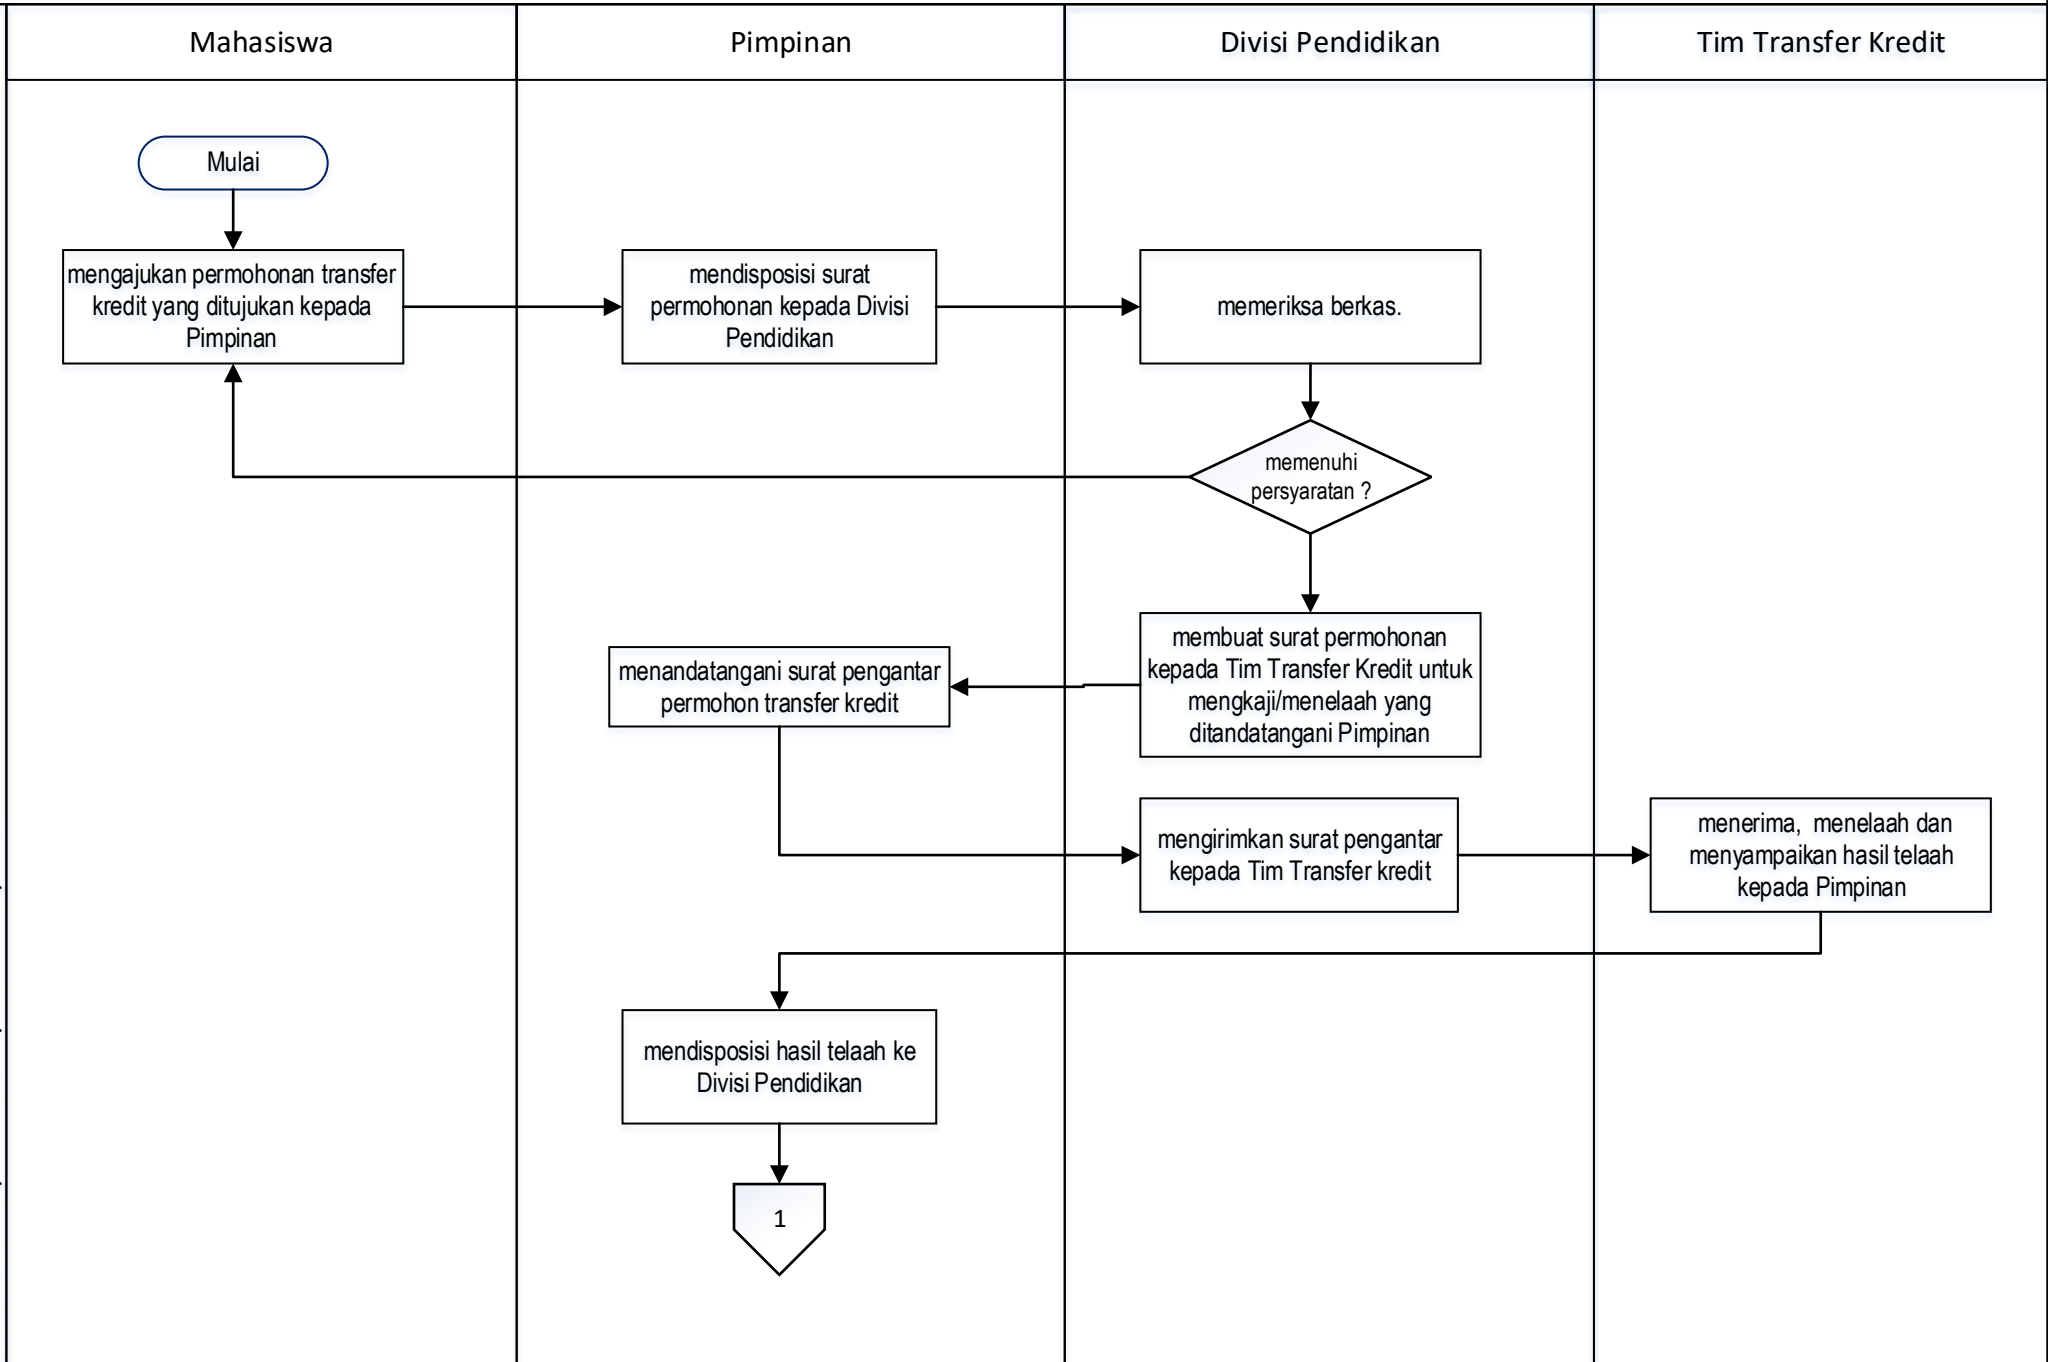 Mahasiswa
Pimpinan
Divisi Pendidikan
Tim Transfer Kredit
Mulai
mengajukan permohonan transfer
kredit yang ditujukan kepada
Pimpinan
mendisposisi surat
permohonan kepada Divisi
Pendidikan
memeriksa berkas.
memenuhi
persyaratan ?
membuat surat permohonan
kepada Tim Transfer Kredit untuk
mengkaji/menelaah yang
ditandatangani Pimpinan
menandatangani surat pengantar
permohon transfer kredit
mengirimkan surat pengantar
kepada Tim Transfer kredit
menerima,  menelaah dan
menyampaikan hasil telaah
kepada Pimpinan
mendisposisi hasil telaah ke
Divisi Pendidikan
1